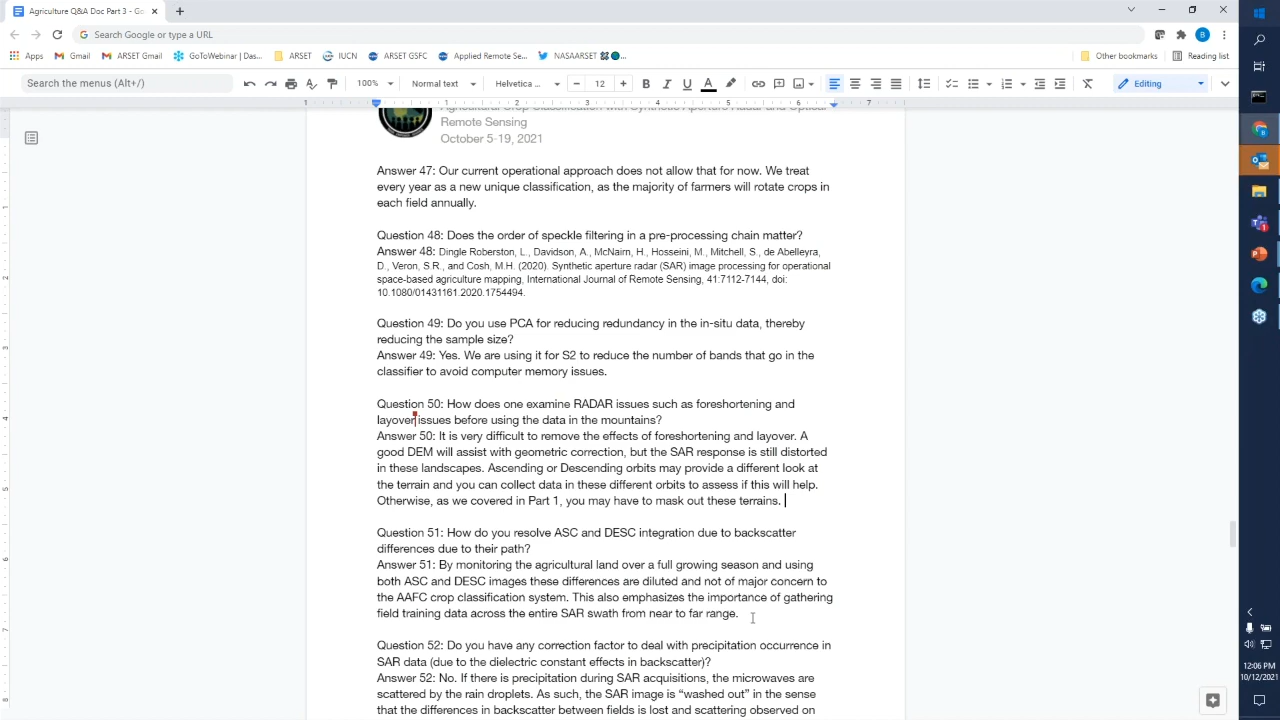 Agriculture Q&A Doc Part 3 - Go
Search Google or type a URL
Apps
Gmail
ARSET Gmail
GoToWebinar | Das...
ARSET
IUCN
ARSET GSFC
Applied Remote Se...
NASAARSET
Other bookmarks
Reading list
Search the menus (Alt+/)
100%
Normal text
Helvetica ...
12
B I U A
Editing
Agricultural Crop Classification with Synthetic Aperture Radar and Optical
Remote Sensing
October 5-19, 2021
Answer 47: Our current operational approach does not allow that for now. We treat
every year as a new unique classification, as the majority of farmers will rotate crops in
each field annually.
Question 48: Does the order of speckle filtering in a pre-processing chain matter?
Answer 48: Dingle Roberston, L., Davidson, A., McNairn, H., Hosseini, M., Mitchell, S., de Abelleyra,
D., Veron, S.R., and Cosh, M.H. (2020). Synthetic aperture radar (SAR) image processing for operational
space-based agriculture mapping, International Journal of Remote Sensing, 41:7112-7144, doi:
10.1080/01431161.2020.1754494.
Question 49: Do you use PCA for reducing redundancy in the in-situ data, thereby
reducing the sample size?
Answer 49: Yes. We are using it for S2 to reduce the number of bands that go in the
classifier to avoid computer memory issues.
Question 50: How does one examine RADAR issues such as foreshortening and
layover issues before using the data in the mountains?
Answer 50: It is very difficult to remove the effects of foreshortening and layover. A
good DEM will assist with geometric correction, but the SAR response is still distorted
in these landscapes. Ascending or Descending orbits may provide a different look at
the terrain and you can collect data in these different orbits to assess if this will help.
Otherwise, as we covered in Part 1, you may have to mask out these terrains.
Question 51: How do you resolve ASC and DESC integration due to backscatter
differences due to their path?
Answer 51: By monitoring the agricultural land over a full growing season and using
both ASC and DESC images these differences are diluted and not of major concern to
the AAFC crop classification system. This also emphasizes the importance of gathering
field training data across the entire SAR swath from near to far range.
Question 52: Do you have any correction factor to deal with precipitation occurrence in
SAR data (due to the dielectric constant effects in backscatter)?
Answer 52: No. If there is precipitation during SAR acquisitions, the microwaves are
scattered by the rain droplets. As such, the SAR image is “washed out” in the sense
that the differences in backscatter between fields is lost and scattering observed on
12:06 PM
10/12/2021